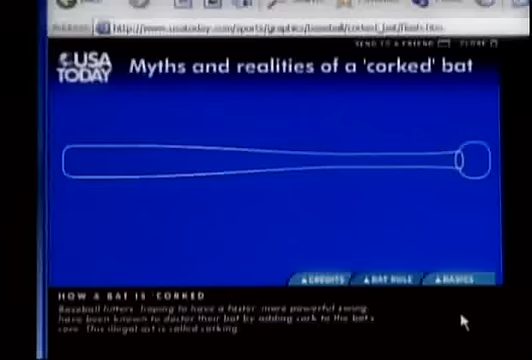 http://www.usatoday.com/sports/graphics/baseball/corked_bat/flash.htm
SEND TO A FRIEND CLOSE
USA
TODAY
Myths and realities of a 'corked' bat
CREDITS BAT RULE BASICS
HOW A BAT IS 'CORKED'
Baseball hitters, hoping to have a faster, more powerful swing,
have been known to doctor their bat by adding cork to the bat's
core. This illegal act is called corking.